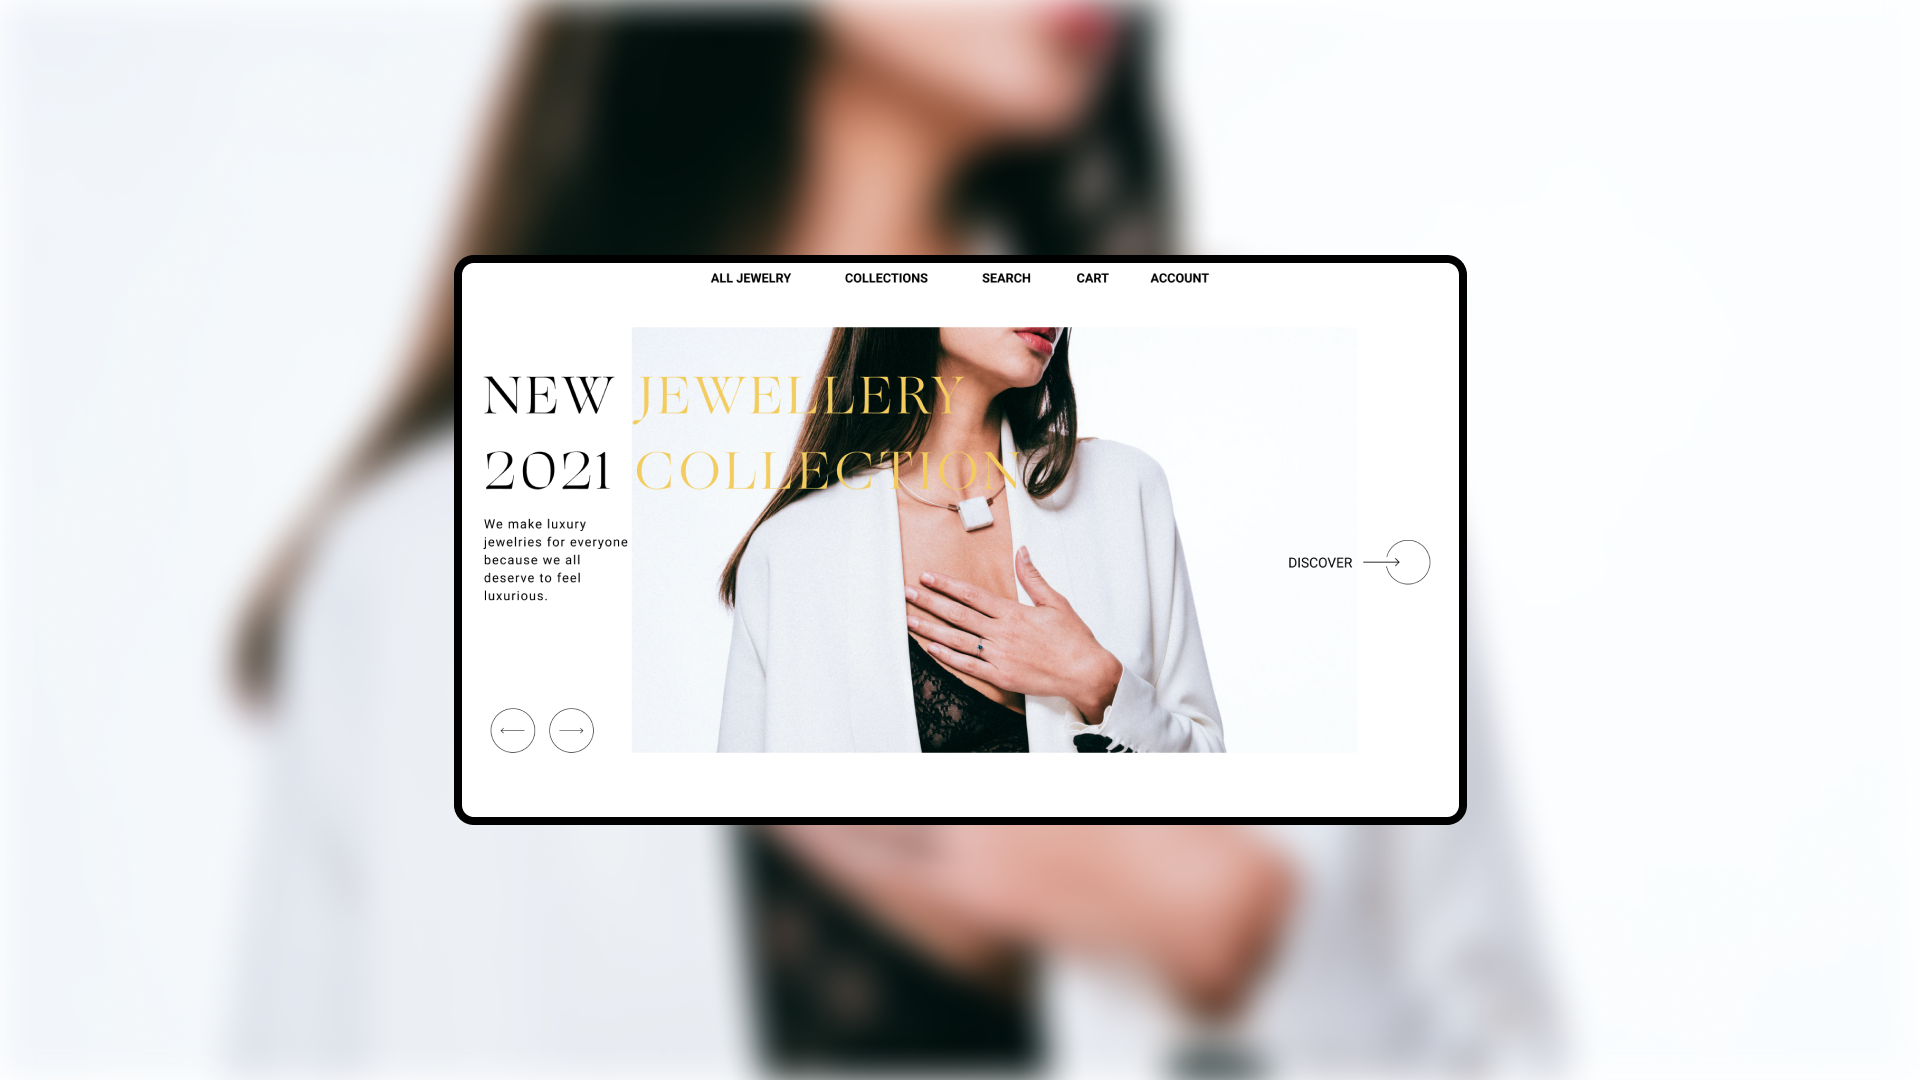 ALL JEWELRY COLLECTIONS SEARCH CART ACCOUNT
NEW JEWELLERY
2021 COLLECTION
We make luxury
jewelries for everyone
because we all
deserve to feel
luxurious.
DISCOVER